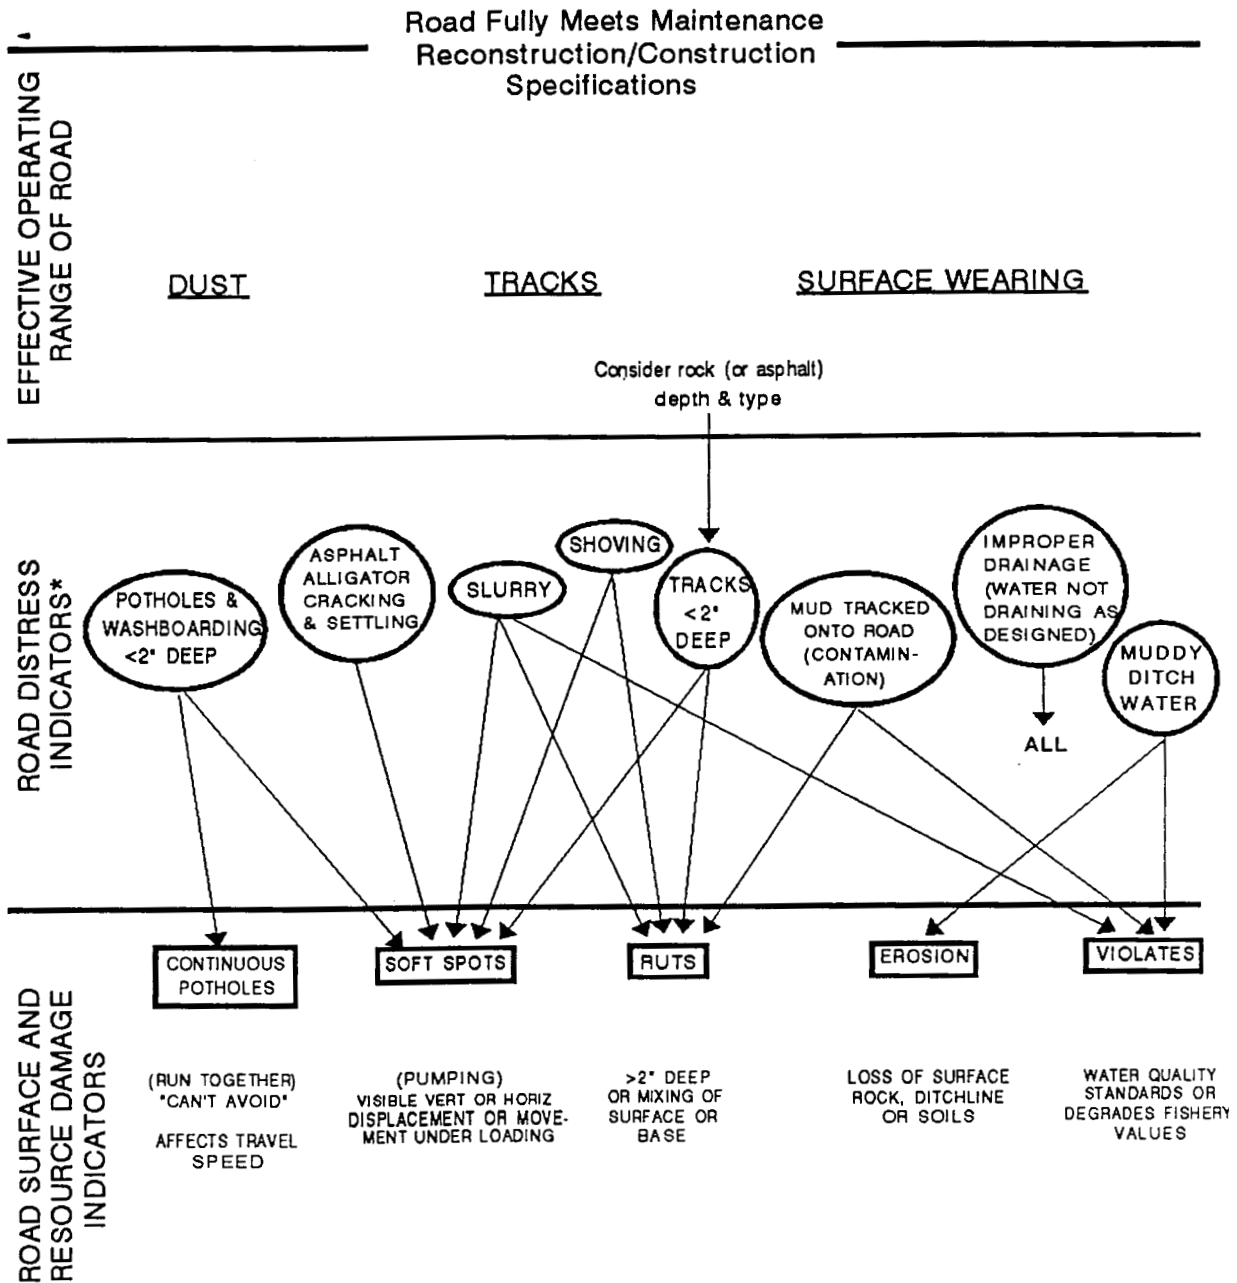 Road Fully Meets Maintenance
Reconstruction/Construction
Specifications
EFFECTIVE OPERATING
RANGE OF ROAD
DUST
TRACKS
SURFACE WEARING
Consider rock (or asphalt)
depth & type
ROAD DISTRESS
INDICATORS*
POTHOLES &
WASHBOARDING
<2" DEEP
ASPHALT
ALLIGATOR
CRACKING
& SETTLING
SLURRY
SHOVING
TRACKS
<2"
DEEP
MUD TRACKED
ONTO ROAD
(CONTAMIN-
ATION)
IMPROPER
DRAINAGE
(WATER NOT
DRAINING AS
DESIGNED)
ALL
MUDDY
DITCH
WATER
ROAD SURFACE AND
RESOURCE DAMAGE
INDICATORS
CONTINUOUS
POTHOLES
(RUN TOGETHER)
"CAN'T AVOID"
AFFECTS TRAVEL
SPEED
SOFT SPOTS
(PUMPING)
VISIBLE VERT OR HORIZ
DISPLACEMENT OR MOVE-
MENT UNDER LOADING
RUTS
>2" DEEP
OR MIXING OF
SURFACE OR
BASE
EROSION
LOSS OF SURFACE
ROCK, DITCHLINE
OR SOILS
VIOLATES
WATER QUALITY
STANDARDS OR
DEGRADES FISHERY
VALUES